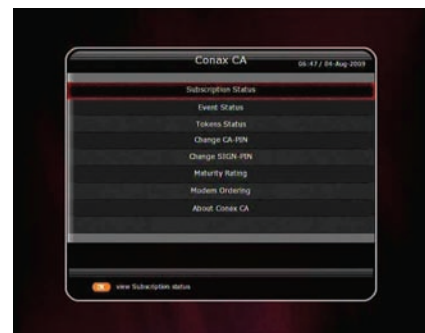 Conax CA
06:47 / 04-Aug-2009
Subscription Status
Event Status
Tokens Status
Change CA-PIN
Change SIGN-PIN
Maturity Rating
Modem Ordering
About Conax CA
OK view Subscription status